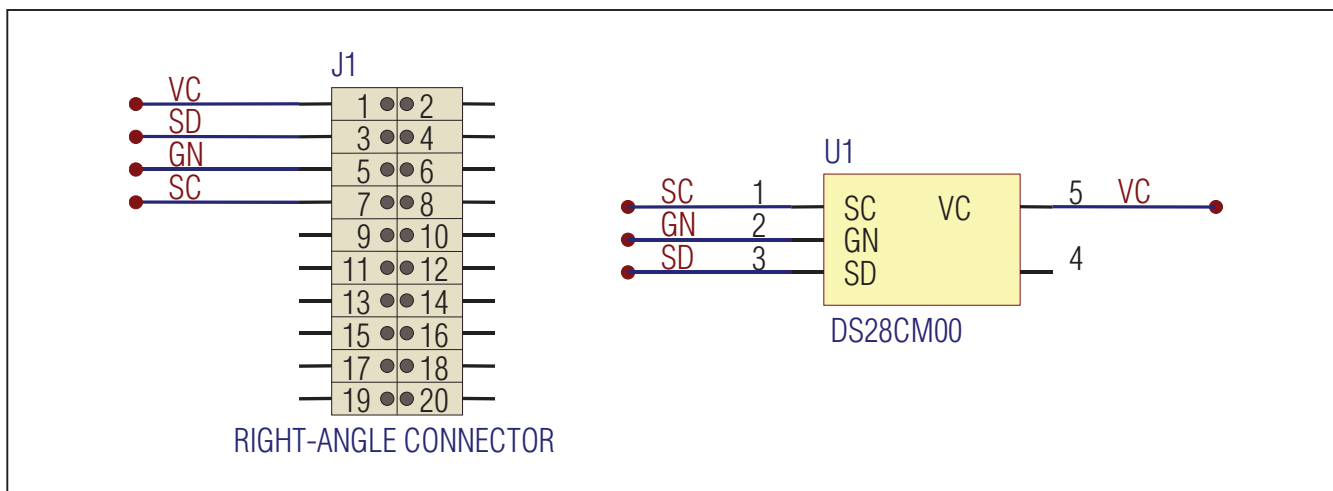 J1
VC 1 2
SD 3 4
GN 5 6
SC 7 8
9 10
11 12
13 14
15 16
17 18
19 20
RIGHT-ANGLE CONNECTOR
U1
SC 1 SC VC 5 VC
GN 2 GN
SD 3 SD 4
DS28CM00